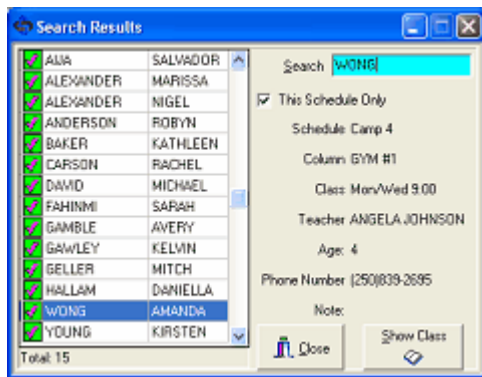 Search Results
AIJA SALVADOR
ALEXANDER MARISSA
ALEXANDER NIGEL
ANDERSON ROBYN
BAKER KATHLEEN
CARSON RACHEL
DAVID MICHAEL
FAHINMI SARAH
GAMBLE AVERY
GAWLEY KELVIN
GELLER MITCH
HALLAM DANIELLA
WONG AMANDA
YOUNG KIRSTEN
Total: 15
Search WONG
This Schedule Only
Schedule Camp 4
Column GYM #1
Class Mon/Wed 9:00
Teacher ANGELA JOHNSON
Age: 4
Phone Number (250)839-2695
Note:
Close
Show Class